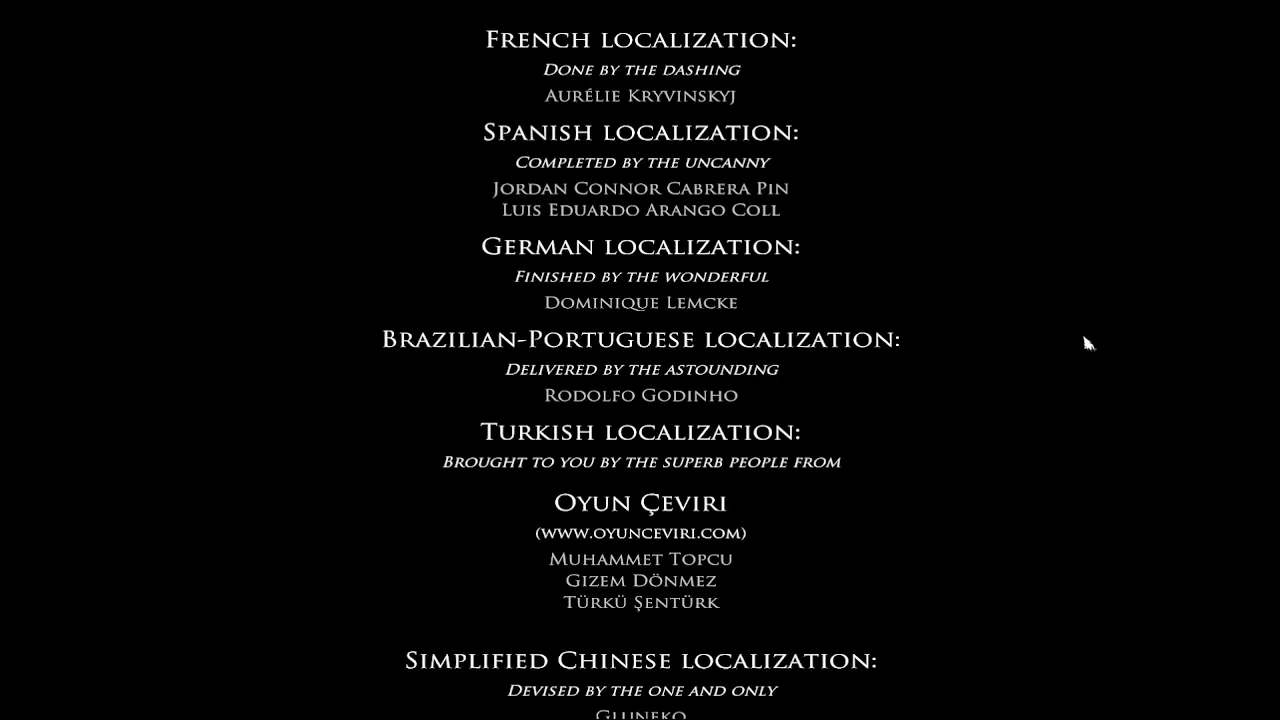 French localization:
Done by the dashing
Aurélie Kryvinskyj
Spanish localization:
Completed by the uncanny
Jordan Connor Cabrera Pin
Luis Eduardo Arango Coll
German localization:
Finished by the wonderful
Dominique Lemcke
Brazilian-Portuguese localization:
Delivered by the astounding
Rodolfo Godinho
Turkish localization:
Brought to you by the superb people from
Oyun Çeviri
(www.oyunceviri.com)
Muhammet Topcu
Gizem Dönmez
Türkü Şentürk
Simplified Chinese localization:
Devised by the one and only